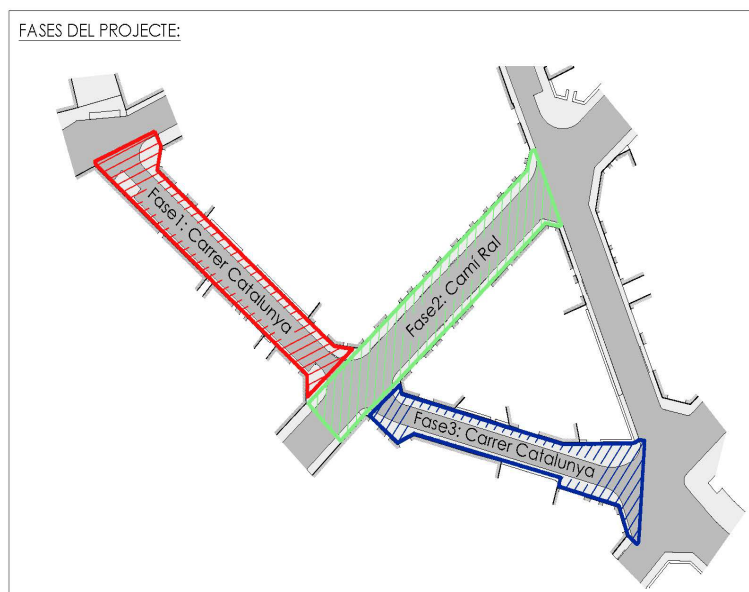 FASES DEL PROJECTE:
Fase1: Carrer Catalunya
Fase2: Camí Ral
Fase3: Carrer Catalunya